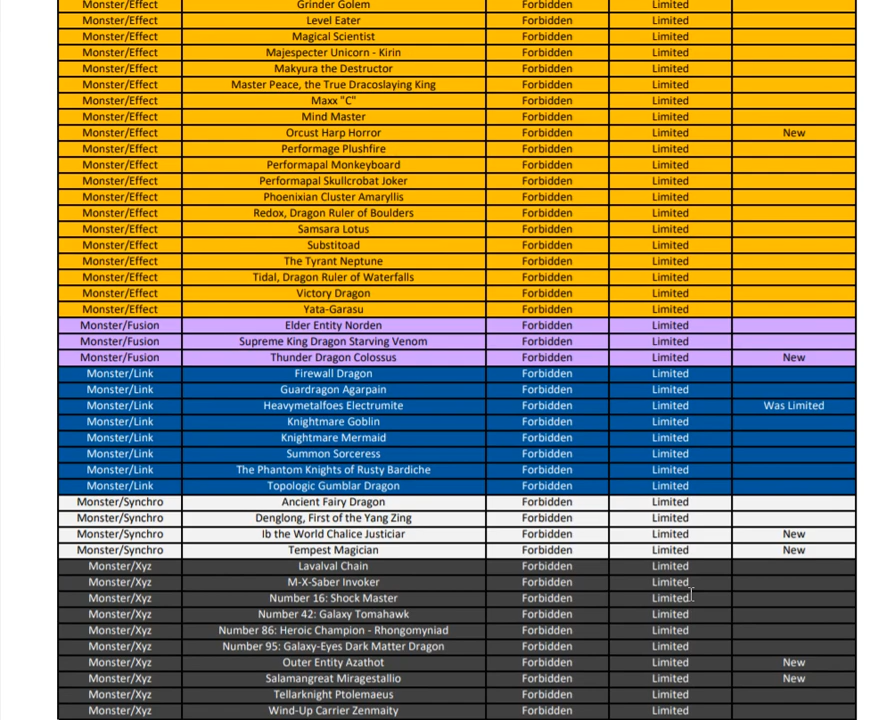 Monster/Effect Grinder Golem Forbidden Limited
Monster/Effect Level Eater Forbidden Limited
Monster/Effect Magical Scientist Forbidden Limited
Monster/Effect Majespecter Unicorn - Kirin Forbidden Limited
Monster/Effect Makyura the Destructor Forbidden Limited
Monster/Effect Master Peace, the True Dracoslaying King Forbidden Limited
Monster/Effect Maxx "C" Forbidden Limited
Monster/Effect Mind Master Forbidden Limited
Monster/Effect Orcust Harp Horror Forbidden Limited New
Monster/Effect Performage Plushfire Forbidden Limited
Monster/Effect Performapal Monkeyboard Forbidden Limited
Monster/Effect Performapal Skullcrobat Joker Forbidden Limited
Monster/Effect Phoenixian Cluster Amaryllis Forbidden Limited
Monster/Effect Redox, Dragon Ruler of Boulders Forbidden Limited
Monster/Effect Samsara Lotus Forbidden Limited
Monster/Effect Substitoad Forbidden Limited
Monster/Effect The Tyrant Neptune Forbidden Limited
Monster/Effect Tidal, Dragon Ruler of Waterfalls Forbidden Limited
Monster/Effect Victory Dragon Forbidden Limited
Monster/Effect Yata-Garasu Forbidden Limited
Monster/Fusion Elder Entity Norden Forbidden Limited
Monster/Fusion Supreme King Dragon Starving Venom Forbidden Limited
Monster/Fusion Thunder Dragon Colossus Forbidden Limited New
Monster/Link Firewall Dragon Forbidden Limited
Monster/Link Guardragon Agarpain Forbidden Limited
Monster/Link Heavymetalfoes Electrumite Forbidden Limited Was Limited
Monster/Link Knightmare Goblin Forbidden Limited
Monster/Link Knightmare Mermaid Forbidden Limited
Monster/Link Summon Sorceress Forbidden Limited
Monster/Link The Phantom Knights of Rusty Bardiche Forbidden Limited
Monster/Link Topologic Gumblar Dragon Forbidden Limited
Monster/Synchro Ancient Fairy Dragon Forbidden Limited
Monster/Synchro Denglong, First of the Yang Zing Forbidden Limited
Monster/Synchro Ib the World Chalice Justiciar Forbidden Limited New
Monster/Synchro Tempest Magician Forbidden Limited New
Monster/Xyz Lavalval Chain Forbidden Limited
Monster/Xyz M-X-Saber Invoker Forbidden Limited
Monster/Xyz Number 16: Shock Master Forbidden Limited
Monster/Xyz Number 42: Galaxy Tomahawk Forbidden Limited
Monster/Xyz Number 86: Heroic Champion - Rhongomyniad Forbidden Limited
Monster/Xyz Number 95: Galaxy-Eyes Dark Matter Dragon Forbidden Limited
Monster/Xyz Outer Entity Azathot Forbidden Limited New
Monster/Xyz Salamangreat Miragestallio Forbidden Limited New
Monster/Xyz Tellarknight Ptolemaeus Forbidden Limited
Monster/Xyz Wind-Up Carrier Zenmaity Forbidden Limited